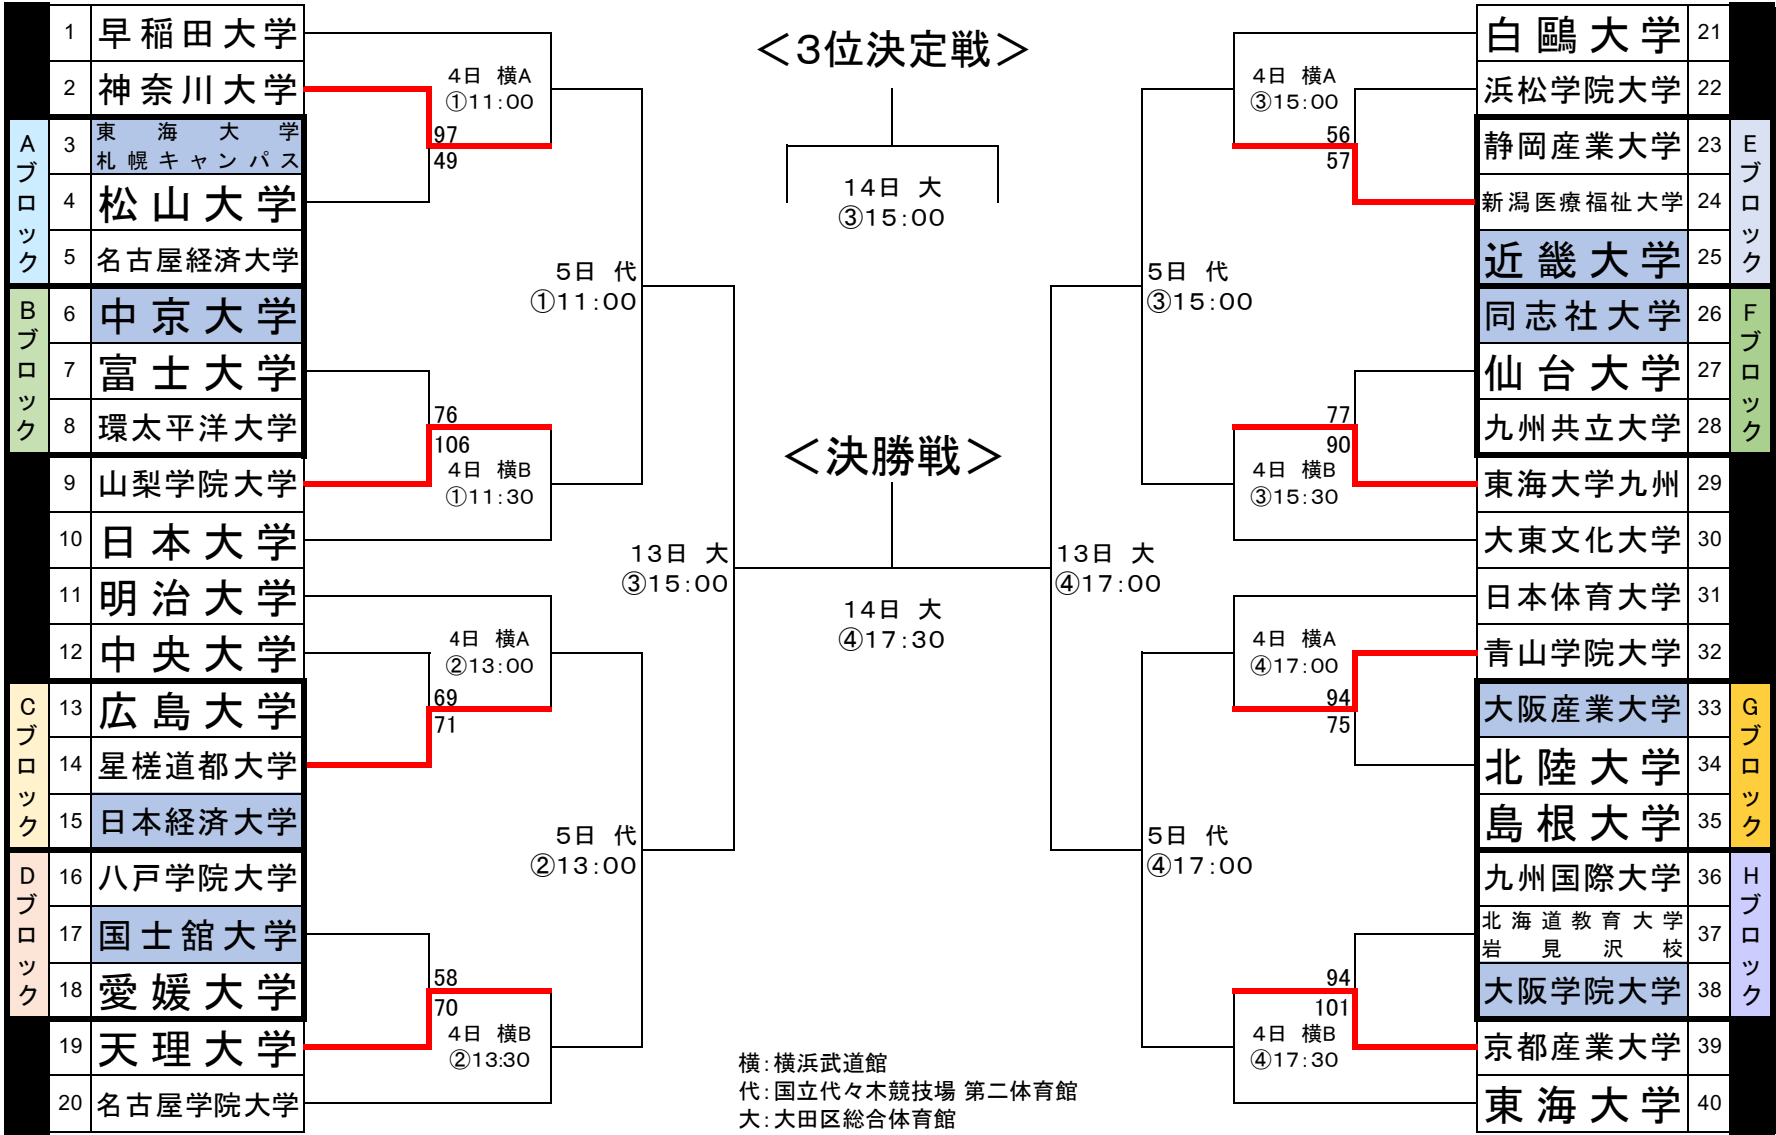 1 早稲田大学
2 神奈川大学
Aブロック
3 東海大学
札幌キャンパス
4 松山大学
5 名古屋経済大学
Bブロック
6 中京大学
7 富士大学
8 環太平洋大学
9 山梨学院大学
10 日本大学
11 明治大学
12 中央大学
Cブロック
13 広島大学
14 星槎道都大学
15 日本経済大学
Dブロック
16 八戸学院大学
17 国士舘大学
18 愛媛大学
19 天理大学
20 名古屋学院大学
4日 横A
①11:00
97
49
5日 代
①11:00
76
106
4日 横B
①11:30
13日 大
③15:00
4日 横A
②13:00
69
71
5日 代
②13:00
58
70
4日 横B
②13:30
＜3位決定戦＞
14日 大
③15:00
＜決勝戦＞
14日 大
④17:30
横:横浜武道館
代:国立代々木競技場 第二体育館
大:大田区総合体育館
4日 横A
③15:00
56
57
5日 代
③15:00
77
90
4日 横B
③15:30
13日 大
④17:00
4日 横A
④17:00
94
75
5日 代
④17:00
94
101
4日 横B
④17:30
白鷗大学 21
浜松学院大学 22
Eブロック
静岡産業大学 23
新潟医療福祉大学 24
近畿大学 25
Fブロック
同志社大学 26
仙台大学 27
九州共立大学 28
東海大学九州 29
大東文化大学 30
日本体育大学 31
青山学院大学 32
Gブロック
大阪産業大学 33
北陸大学 34
島根大学 35
Hブロック
九州国際大学 36
北海道教育大学
岩見沢校 37
大阪学院大学 38
京都産業大学 39
東海大学 40